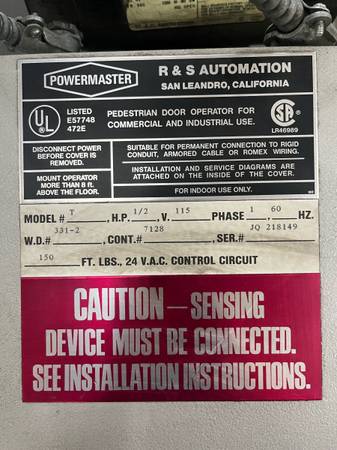 POWERMASTER
R & S AUTOMATION
SAN LEANDRO, CALIFORNIA
UL
LISTED
E57748
472E
PEDESTRIAN DOOR OPERATOR FOR
COMMERCIAL AND INDUSTRIAL USE.
SA
LR46989
DISCONNECT POWER
BEFORE COVER IS
REMOVED.
SUITABLE FOR PERMANENT CONNECTION TO RIGID
CONDUIT, ARMORED CABLE OR ROMEX WIRING.
MOUNT OPERATOR
MORE THAN 8 ft.
ABOVE THE FLOOR.
INSTALLATION AND SERVICE DIAGRAMS ARE
ATTACHED ON THE INSIDE OF THE COVER.
FOR INDOOR USE ONLY.
MODEL # T , H.P. 1/2 , V. 115 PHASE 1 , 60 HZ.
W.D.# 331-2 , CONT.# 7128 , SER.# JQ 218149
150 FT. LBS., 24 V.A.C. CONTROL CIRCUIT
CAUTION — SENSING
DEVICE MUST BE CONNECTED.
SEE INSTALLATION INSTRUCTIONS.